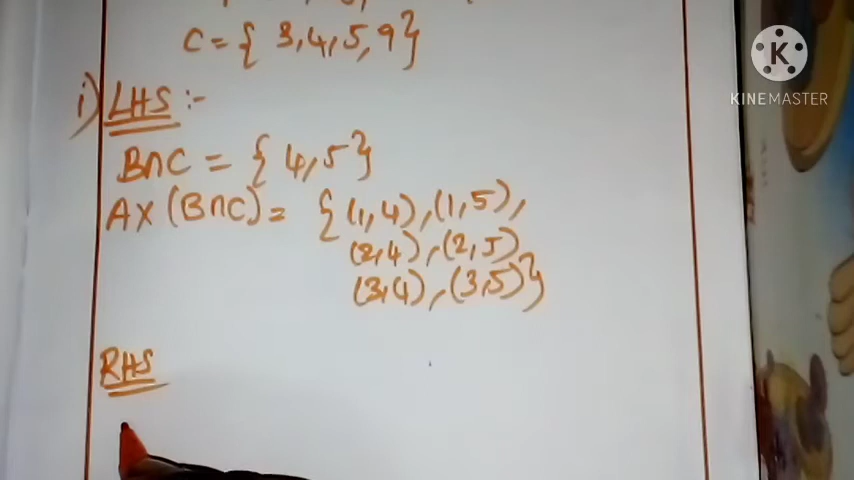 C = { 3,4,5,9}
i) LHS :-
B∩C = { 4,5}
A X (B∩C) = { (1,4), (1,5),
(2,4), (2,5)
(3,4), (3,5)}
RHS
K
KINEMASTER